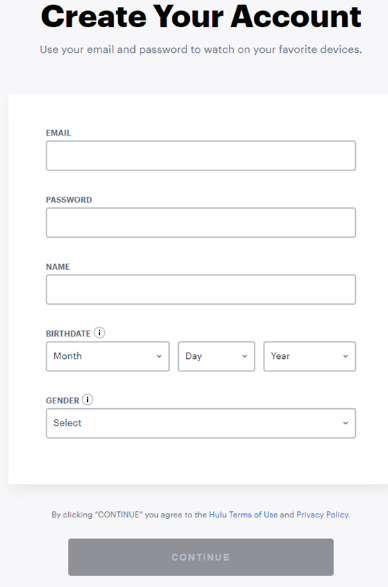 Create Your Account
Use your email and password to watch on your favorite devices.
EMAIL
PASSWORD
NAME
BIRTHDATE i
Month Day Year
GENDER i
Select
By clicking "CONTINUE" you agree to the Hulu Terms of Use and Privacy Policy.
CONTINUE